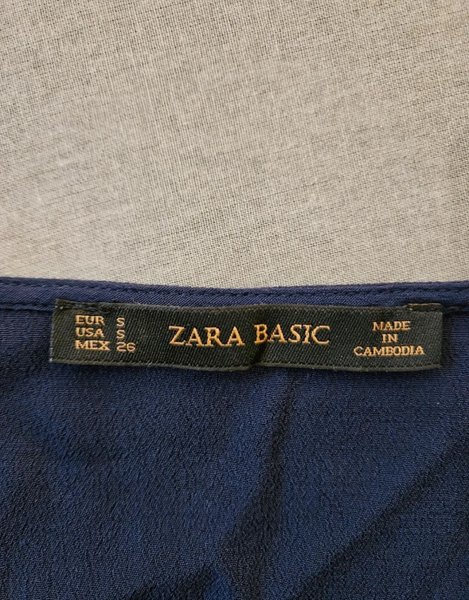 EUR S
USA S
MEX 26
ZARA BASIC
MADE
IN
CAMBODIA